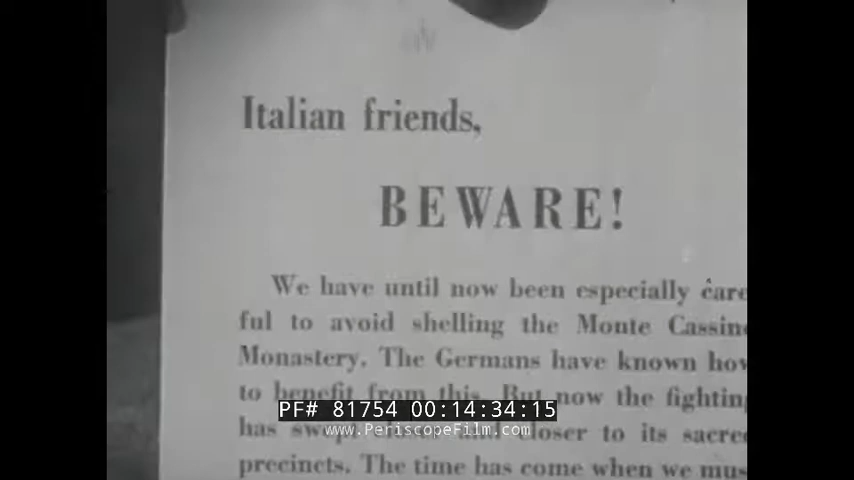 Italian friends,
BEWARE!
We have until now been especially care
ful to avoid shelling the Monte Cassin
Monastery. The Germans have known how
to benefit from this. But now the fighting
has closer to its sacre
precincts. The time has come when we mus
PF# 81754 00:14:34:15
www.PeriscopeFilm.com